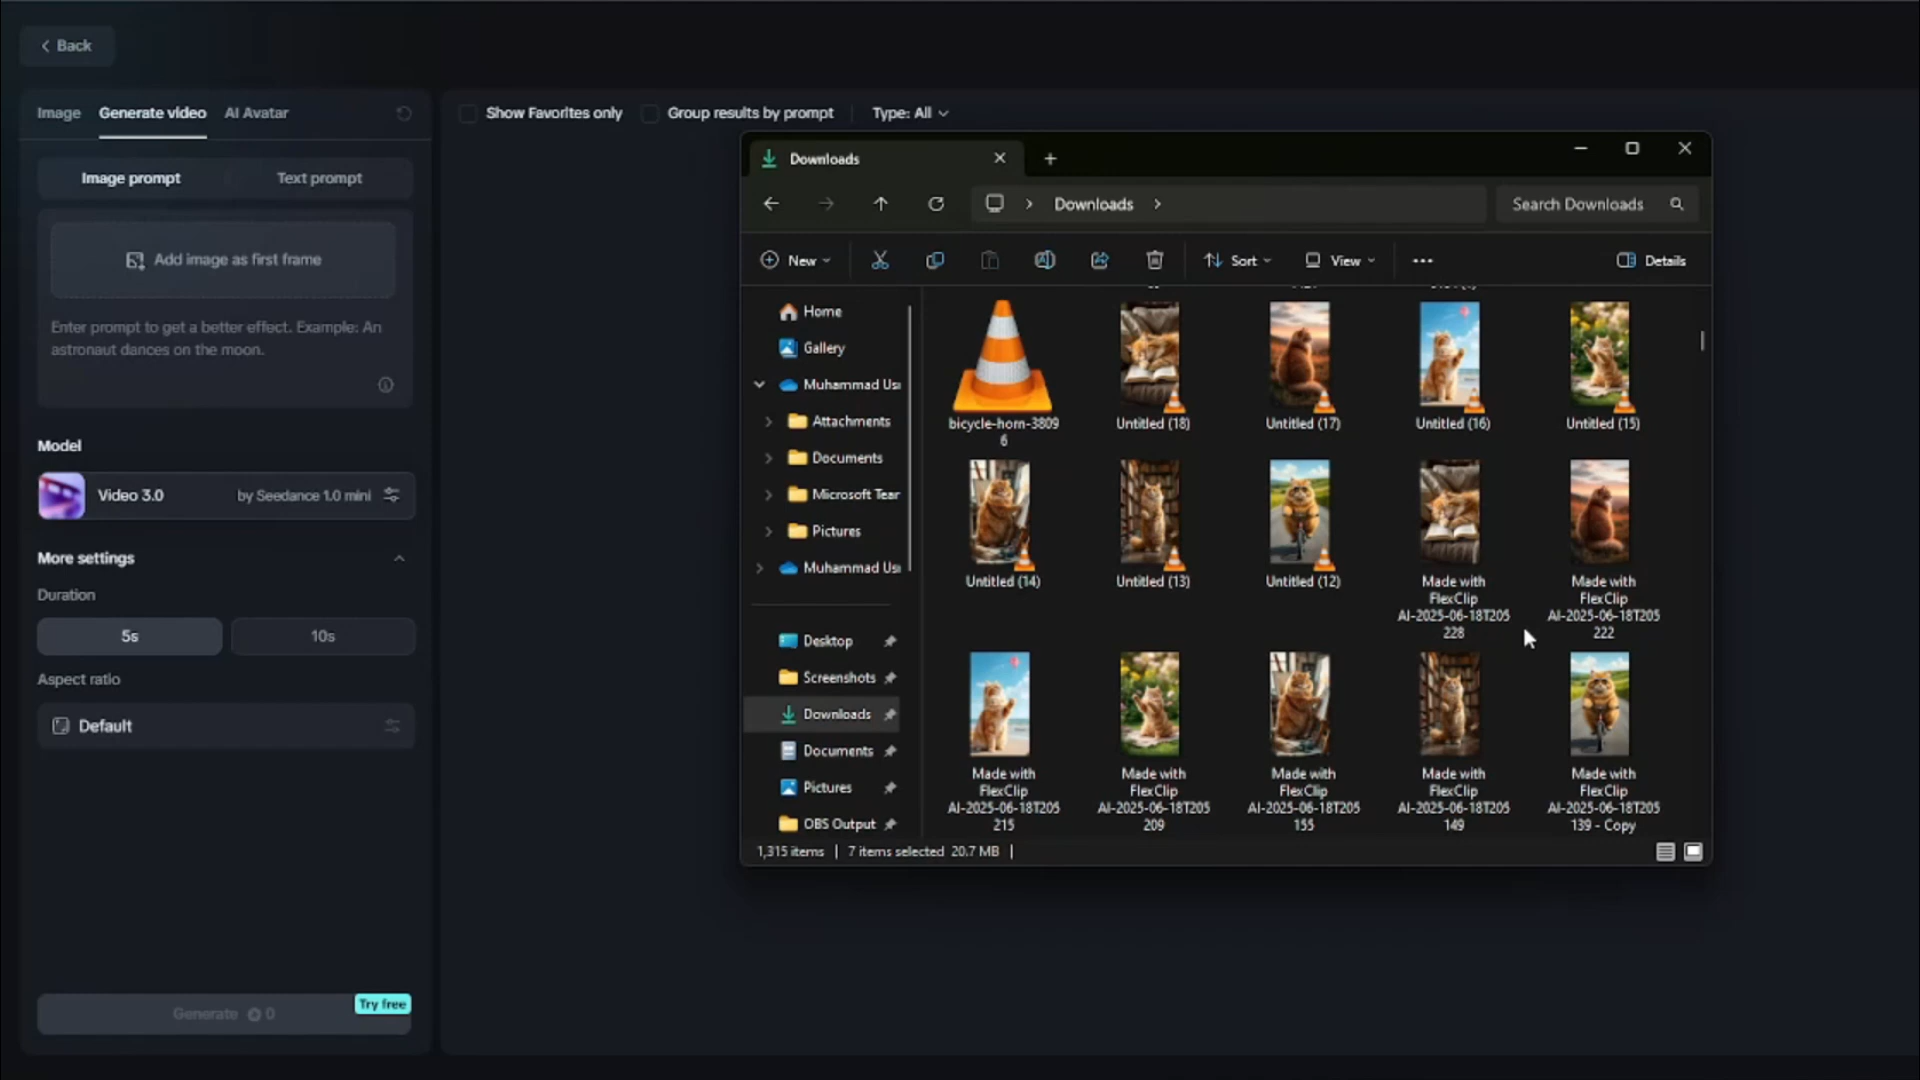 Back
Image Generate video AI Avatar
Show Favorites only Group results by prompt Type: All
Image prompt Text prompt
Add image as first frame
Enter prompt to get a better effect. Example: An
astronaut dances on the moon.
Model
Video 3.0 by Seedance 1.0 mini
More settings
Duration
5s 10s
Aspect ratio
Default
Generate 0
Try free
Downloads
Downloads
Search Downloads
New Sort View Details
Home
Gallery
Muhammad Usi
Attachments
Documents
Microsoft Tear
Pictures
Muhammad Usi
Desktop
Screenshots
Downloads
Documents
Pictures
OBS Output
bicycle-horn-3809
6
Untitled (18)
Untitled (17)
Untitled (16)
Untitled (15)
Untitled (14)
Untitled (13)
Untitled (12)
Made with
FlexClip
AI-2025-06-18T205
228
Made with
FlexClip
AI-2025-06-18T205
222
Made with
FlexClip
AI-2025-06-18T205
215
Made with
FlexClip
AI-2025-06-18T205
209
Made with
FlexClip
AI-2025-06-18T205
155
Made with
FlexClip
AI-2025-06-18T205
149
Made with
FlexClip
AI-2025-06-18T205
139 - Copy
1,315 items 7 items selected 20.7 MB